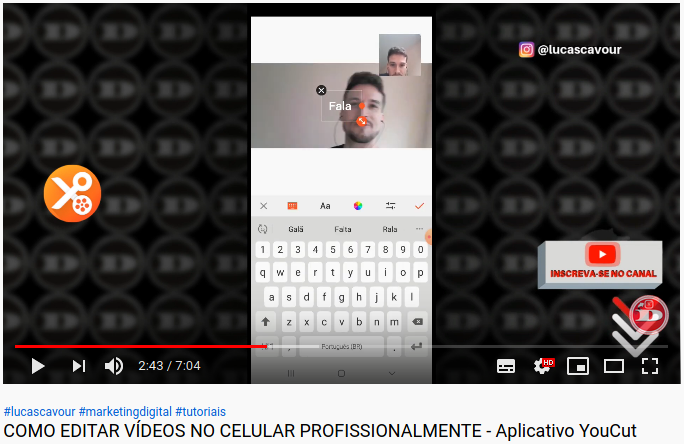 @lucascavour
Fala
Aa
Galã Falta Rala ...
1 2 3 4 5 6 7 8 9 0
q w e r t y u i o p
a s d f g h j k l
z x c v b n m
, Português (BR) .
INSCREVA-SE NO CANAL
2:43 / 7:04
HD
#lucascavour #marketingdigital #tutoriais
COMO EDITAR VÍDEOS NO CELULAR PROFISSIONALMENTE - Aplicativo YouCut